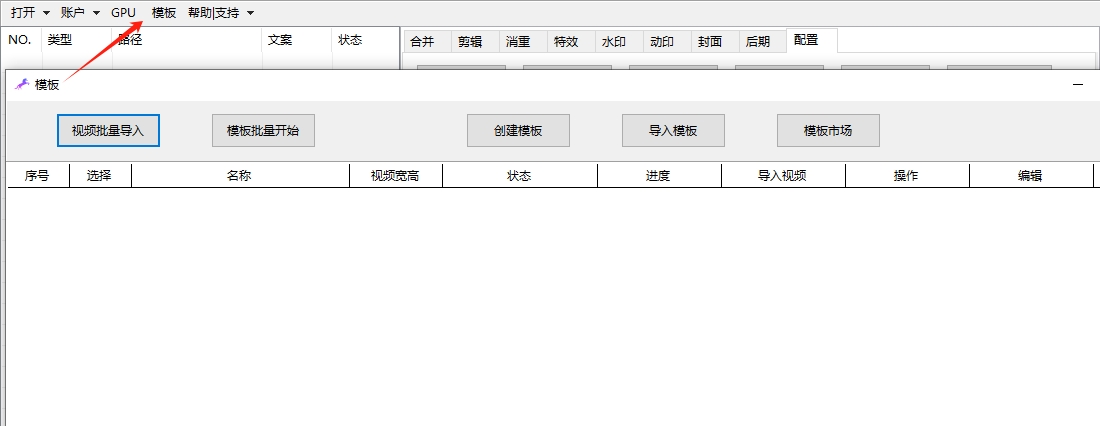 打开 账户 GPU 模板 帮助|支持
NO. 类型 路径 文案 状态
合并 剪辑 消重 特效 水印 动印 封面 后期 配置
模板
视频批量导入 模板批量开始 创建模板 导入模板 模板市场
序号 选择 名称 视频宽高 状态 进度 导入视频 操作 编辑